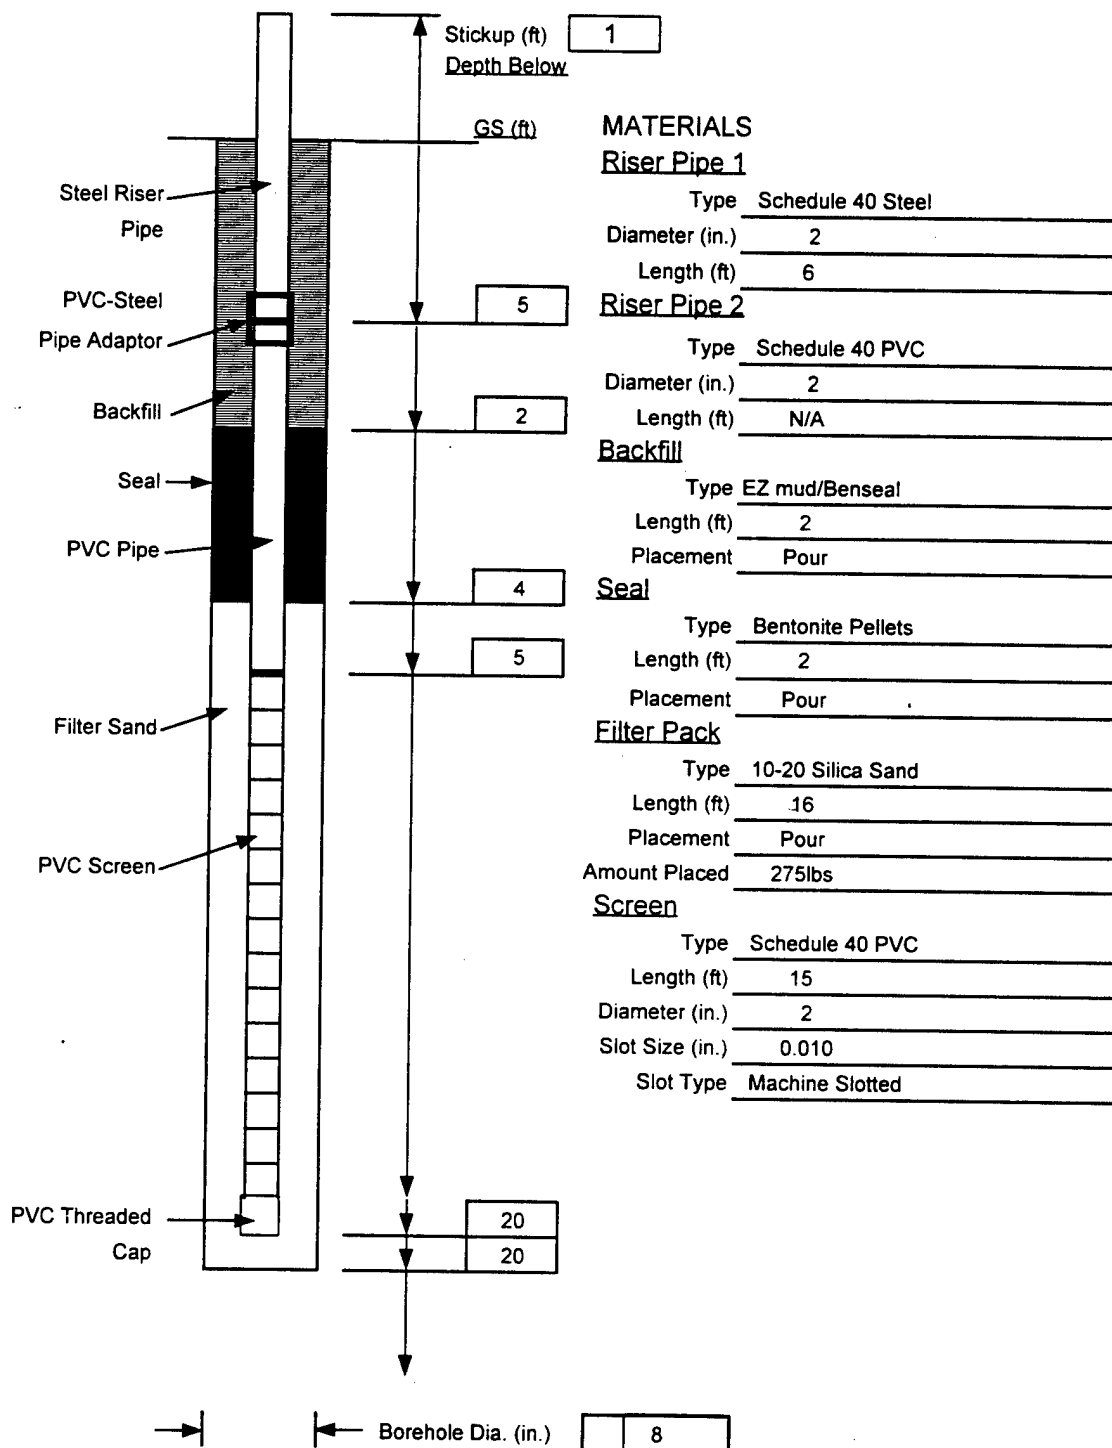 Stickup (ft) 1
Depth Below
GS (ft)
Steel Riser
Pipe
PVC-Steel
Pipe Adaptor
5
Backfill
2
Seal
PVC Pipe
4
5
Filter Sand
PVC Screen
PVC Threaded
Cap
20
20
Borehole Dia. (in.) 8
MATERIALS
Riser Pipe 1
Type Schedule 40 Steel
Diameter (in.) 2
Length (ft) 6
Riser Pipe 2
Type Schedule 40 PVC
Diameter (in.) 2
Length (ft) N/A
Backfill
Type EZ mud/Benseal
Length (ft) 2
Placement Pour
Seal
Type Bentonite Pellets
Length (ft) 2
Placement Pour
Filter Pack
Type 10-20 Silica Sand
Length (ft) 16
Placement Pour
Amount Placed 275lbs
Screen
Type Schedule 40 PVC
Length (ft) 15
Diameter (in.) 2
Slot Size (in.) 0.010
Slot Type Machine Slotted